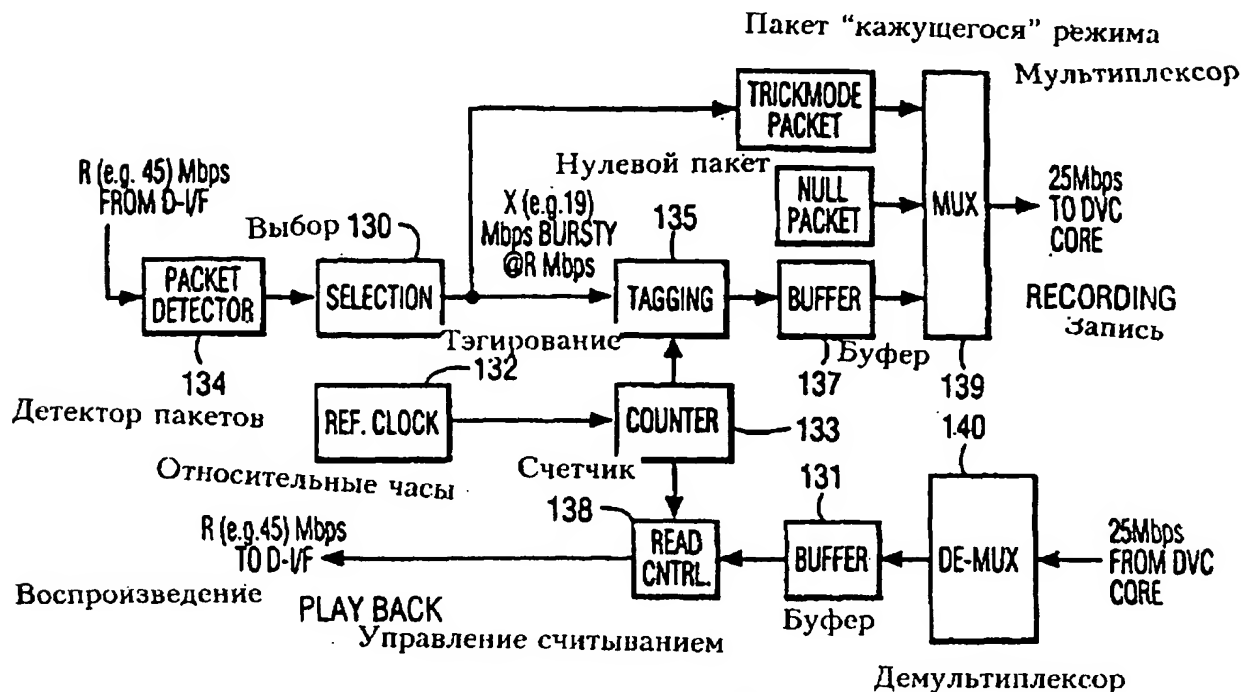 Пакет "кажущегося" режима
Мультиплексор
TRICKMODE
PACKET
R (e.g. 45) Mbps
FROM D-I/F
Нулевой пакет
NULL
PACKET
MUX
25Mbps
TO DVC
CORE
Выбор 130
X (e.g.19)
Mbps BURSTY
@R Mbps
135
PACKET
DETECTOR
SELECTION
TAGGING
BUFFER
RECORDING
Запись
Тэгирование
Буфер
134
132
137
139
Детектор пакетов
REF. CLOCK
COUNTER
133
140
Относительные часы
Счетчик
131
138
R (e.g.45) Mbps
TO D-I/F
READ
CNTRL.
BUFFER
DE-MUX
25Mbps
FROM DVC
CORE
Воспроизведение
PLAY BACK
Управление считыванием
Буфер
Демультиплексор